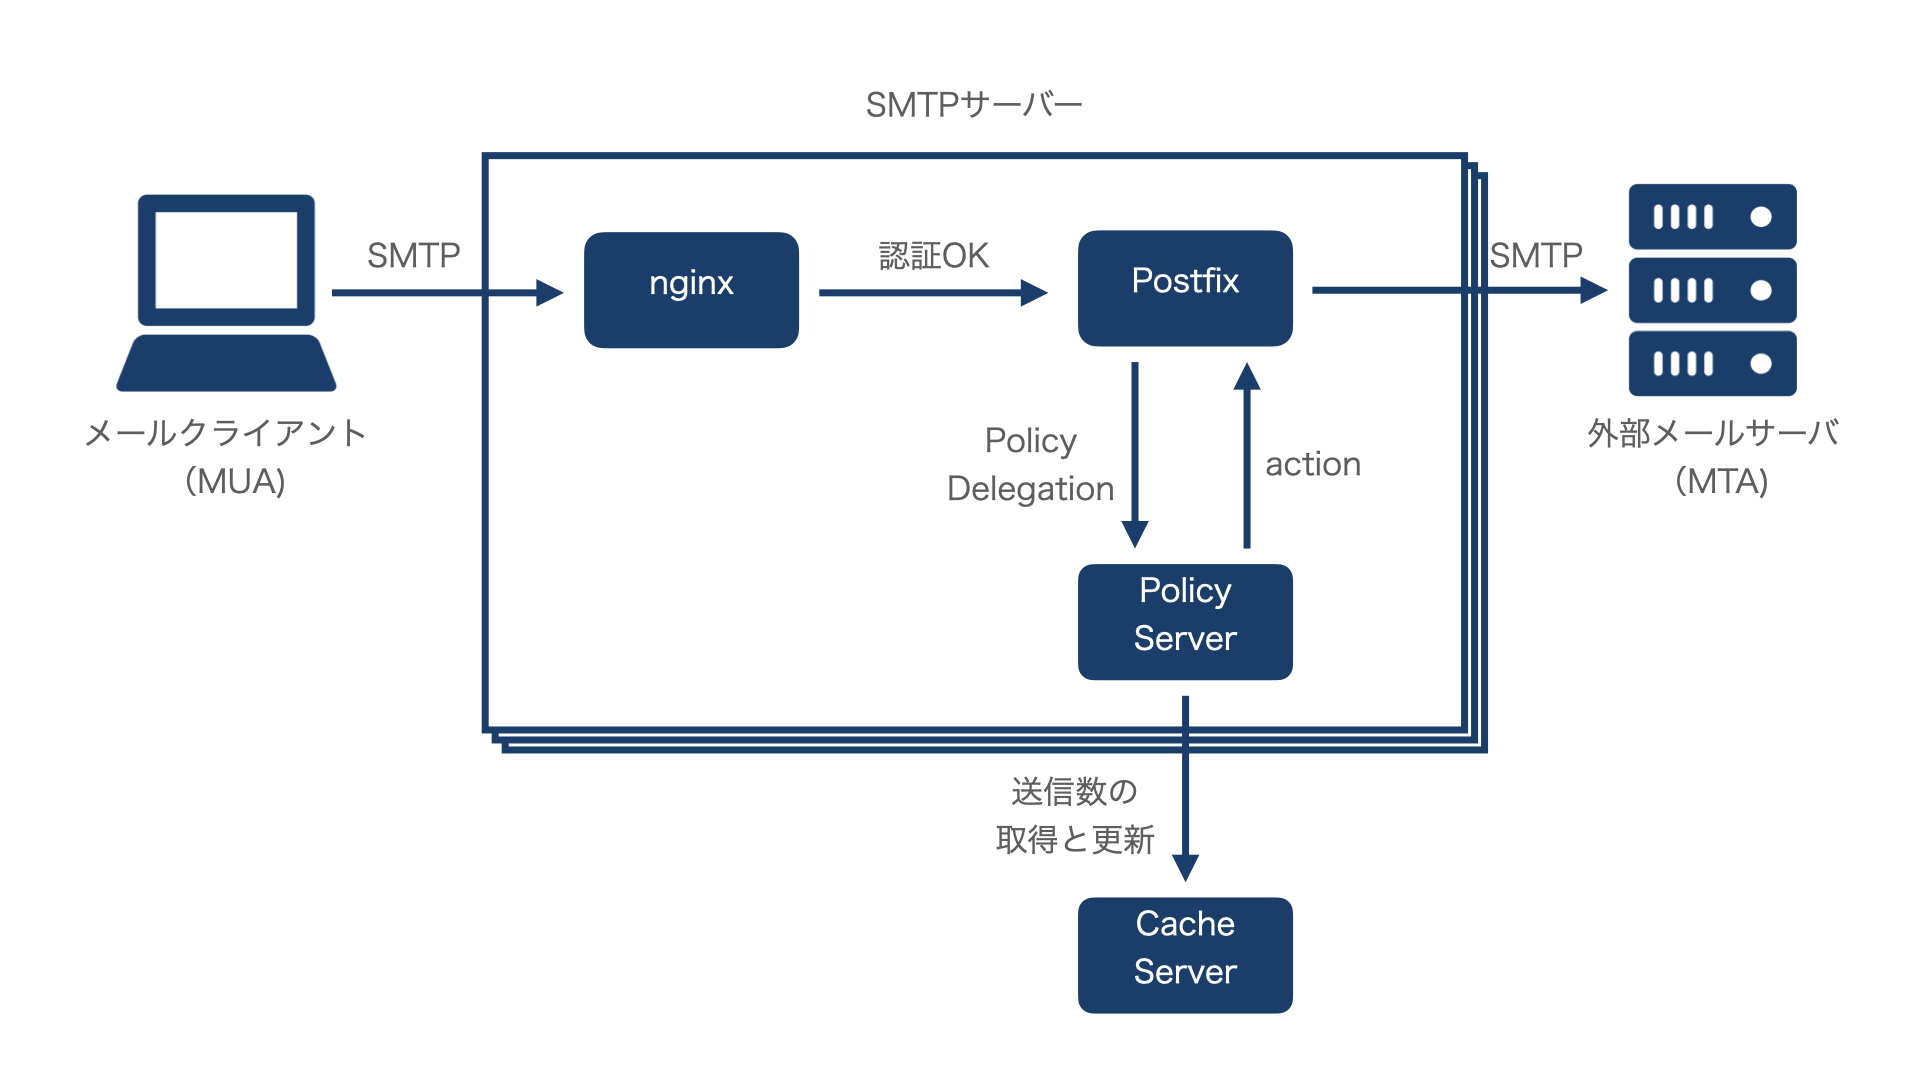 SMTPサーバー
SMTP
nginx
認証OK
Postfix
SMTP
メールクライアント
（MUA）
外部メールサーバ
（MTA）
Policy
Delegation
action
Policy
Server
送信数の
取得と更新
Cache
Server